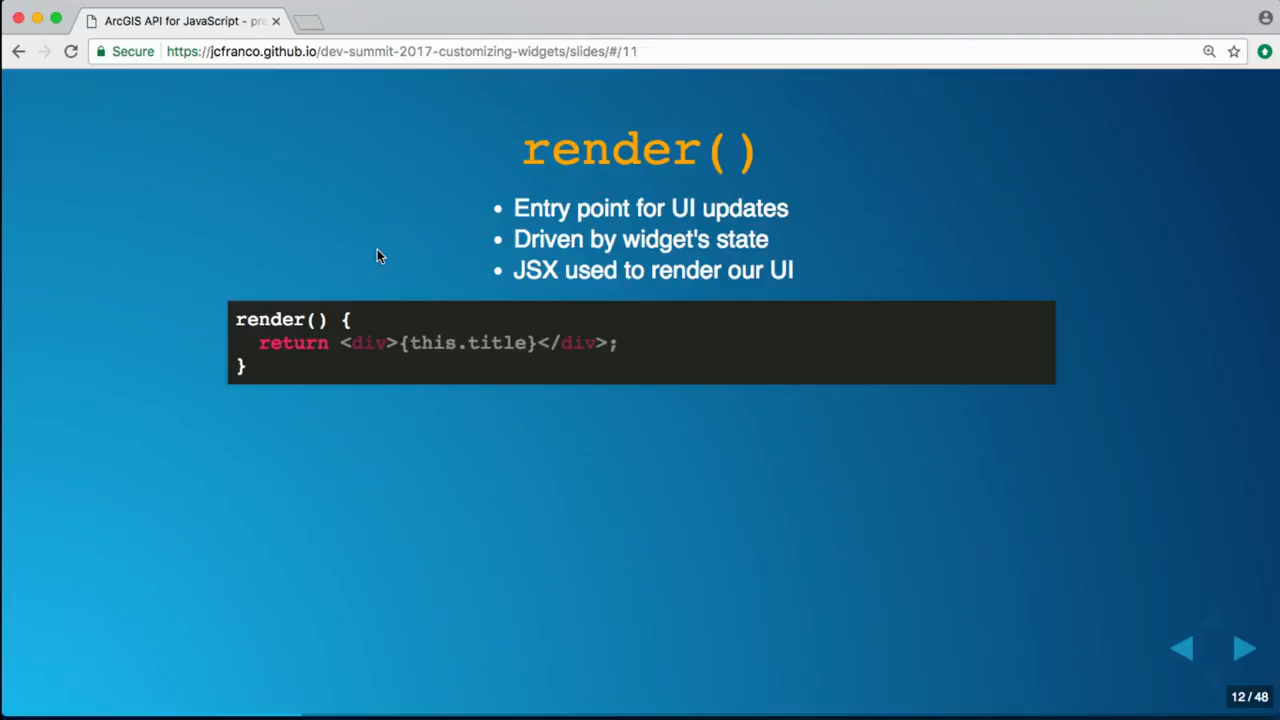 ArcGIS API for JavaScript - pre
Secure https://jcfranco.github.io/dev-summit-2017-customizing-widgets/slides/#/11
render()
• Entry point for UI updates
• Driven by widget's state
• JSX used to render our UI
render() {
  return <div>{this.title}</div>;
}
12 / 48